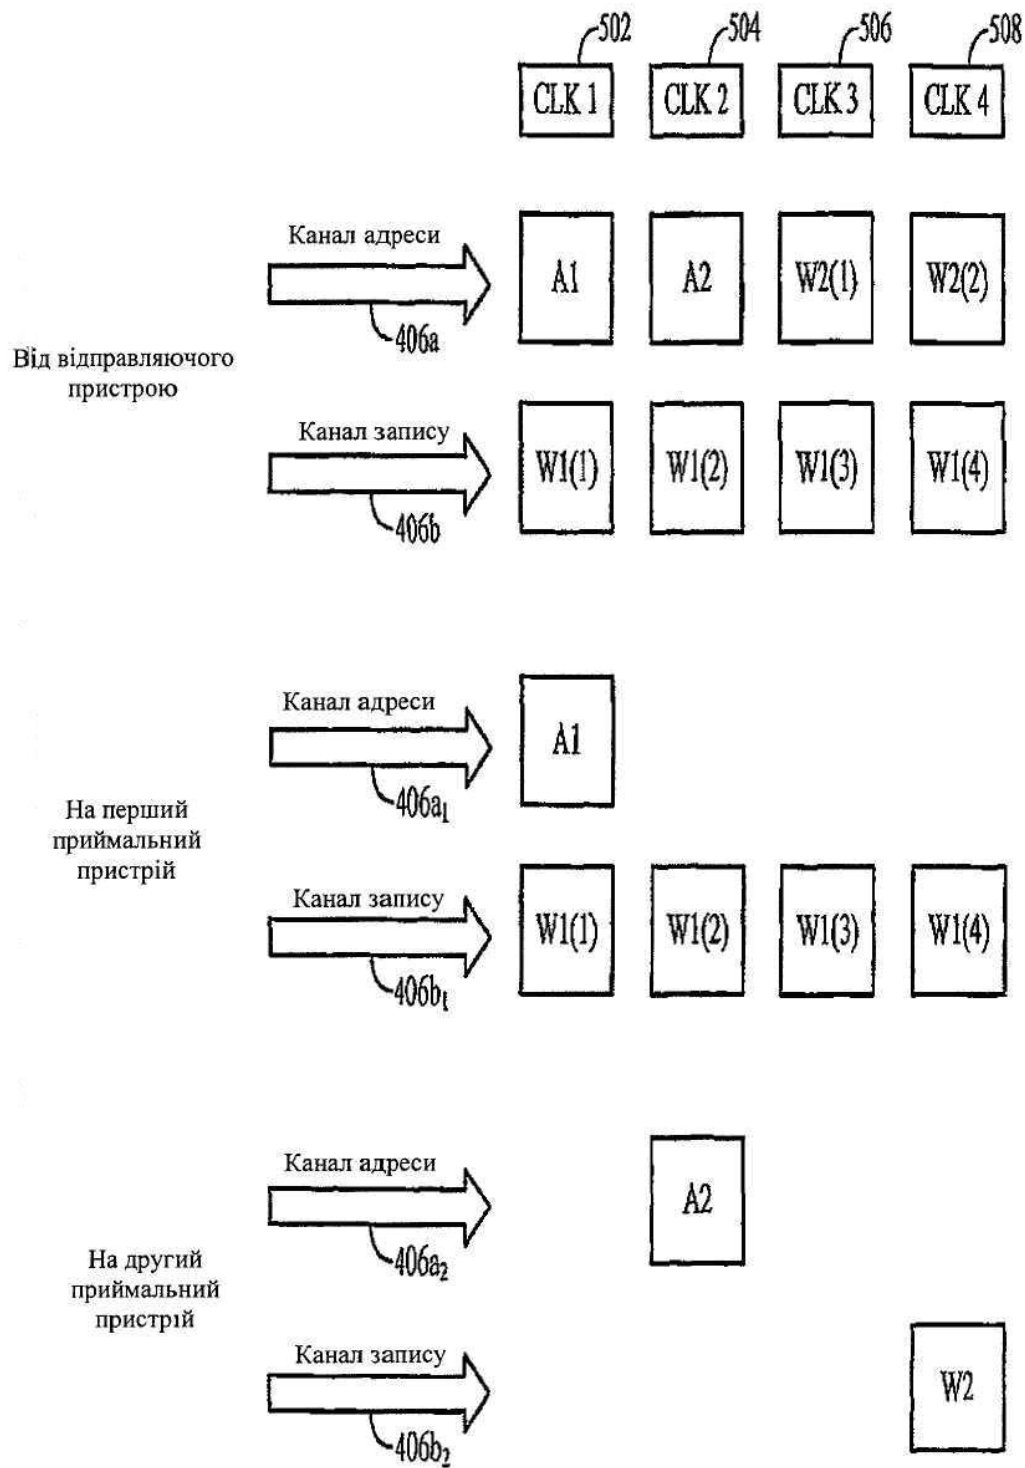 502 504 506 508
CLK 1 CLK 2 CLK 3 CLK 4
Канал адреси
A1 A2 W2(1) W2(2)
406a
Від відправляючого
пристрою
Канал запису
W1(1) W1(2) W1(3) W1(4)
406b
Канал адреси
A1
406a1
На перший
приймальний
пристрій
Канал запису
W1(1) W1(2) W1(3) W1(4)
406b1
Канал адреси
A2
406a2
На другий
приймальний
пристрій
Канал запису
W2
406b2